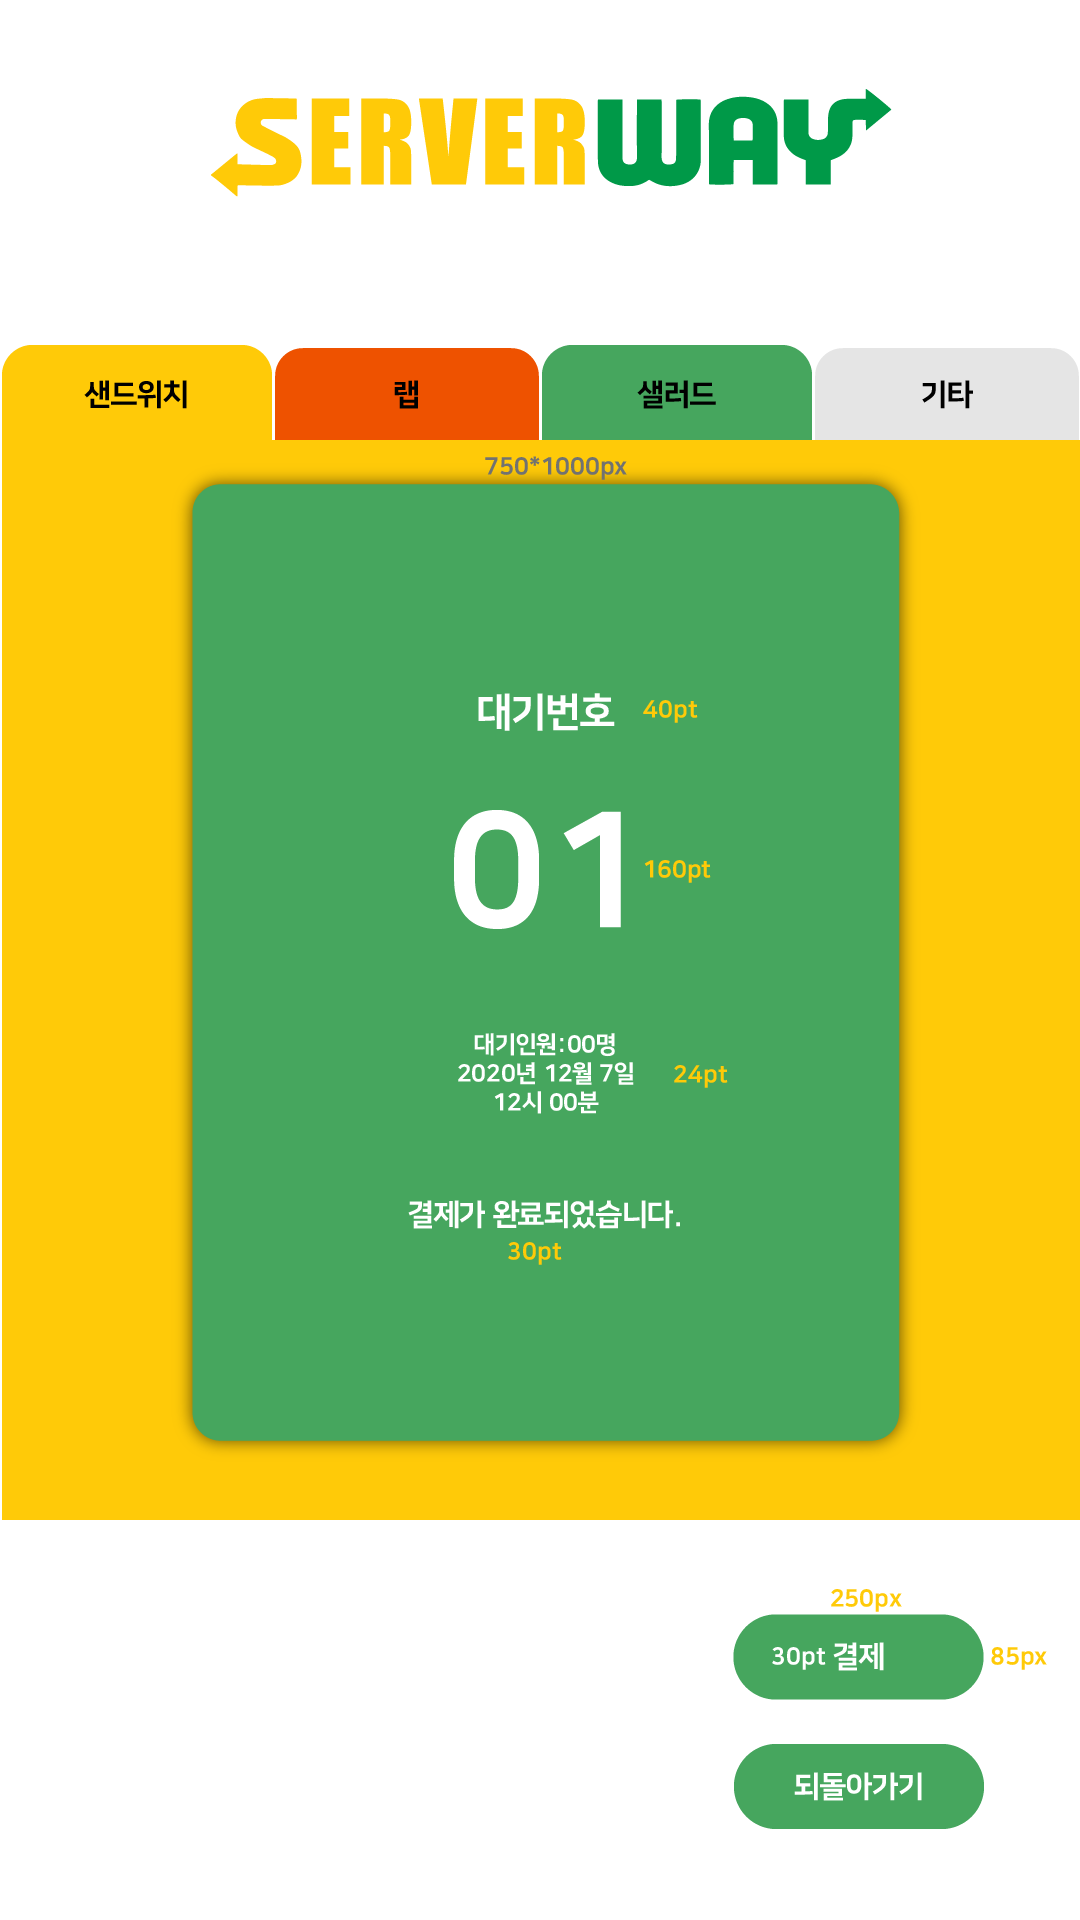 SERVERWAY
샌드위치 랩 샐러드 기타
750*1000px
대기번호 40pt
01 160pt
대기인원:00명
2020년 12월 7일 24pt
12시 00분
결제가 완료되었습니다.
30pt
250px
30pt 결제 85px
되돌아가기